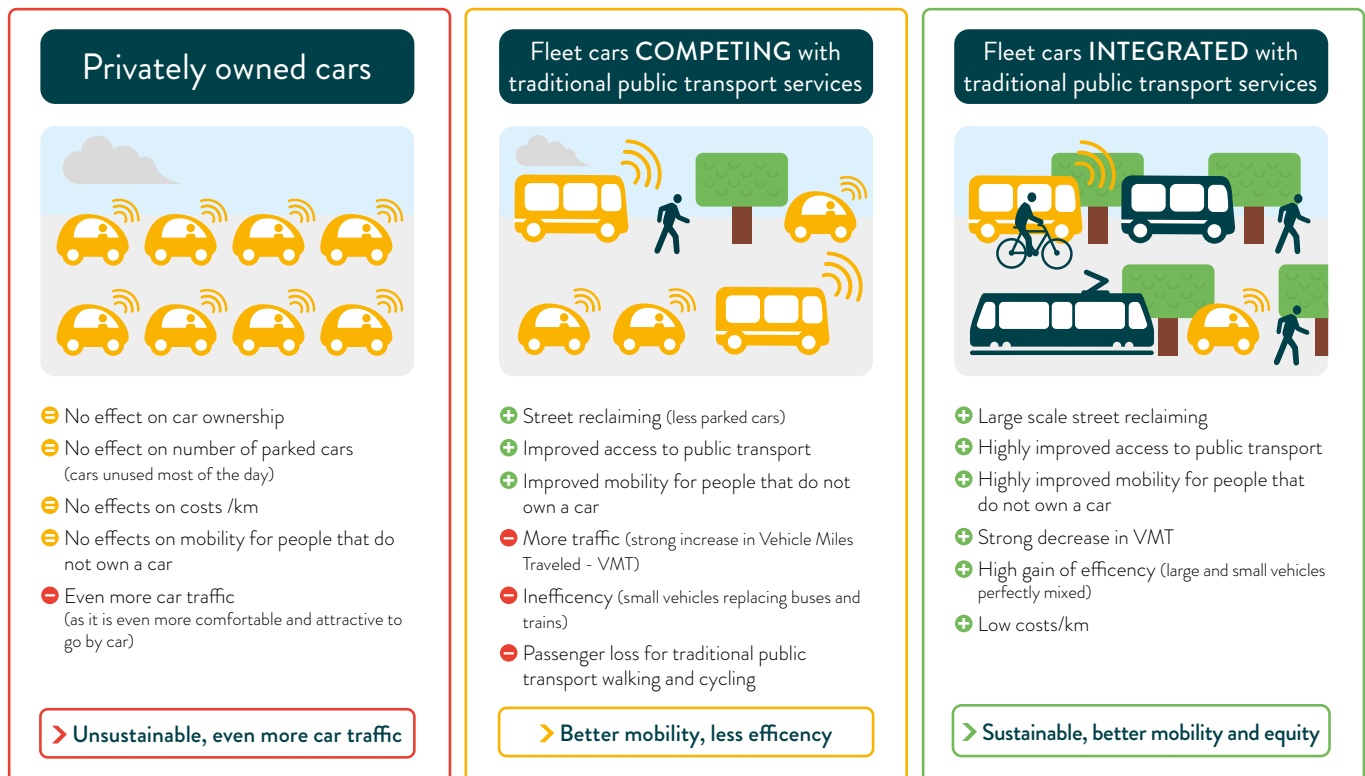 Privately owned cars
No effect on car ownership
No effect on number of parked cars
(cars unused most of the day)
No effects on costs /km
No effects on mobility for people that do
not own a car
Even more car traffic
(as it is even more comfortable and attractive to
go by car)
Unsustainable, even more car traffic
Fleet cars COMPETING with
traditional public transport services
Street reclaiming (less parked cars)
Improved access to public transport
Improved mobility for people that do not
own a car
More traffic (strong increase in Vehicle Miles
Traveled - VMT)
Inefficency (small vehicles replacing buses and
trains)
Passenger loss for traditional public
transport walking and cycling
Better mobility, less efficency
Fleet cars INTEGRATED with
traditional public transport services
Large scale street reclaiming
Highly improved access to public transport
Highly improved mobility for people that
do not own a car
Strong decrease in VMT
High gain of efficency (large and small vehicles
perfectly mixed)
Low costs/km
Sustainable, better mobility and equity